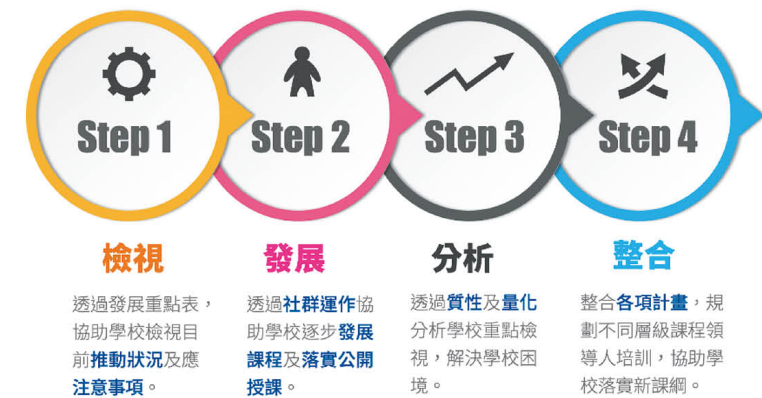 Step 1
檢視
透過發展重點表，
協助學校檢視目
前推動狀況及應
注意事項。
Step 2
發展
透過社群運作協
助學校逐步發展
課程及落實公開
授課。
Step 3
分析
透過質性及量化
分析學校重點檢
視，解決學校困
境。
Step 4
整合
整合各項計畫，規
劃不同層級課程領
導人培訓，協助學
校落實新課綱。